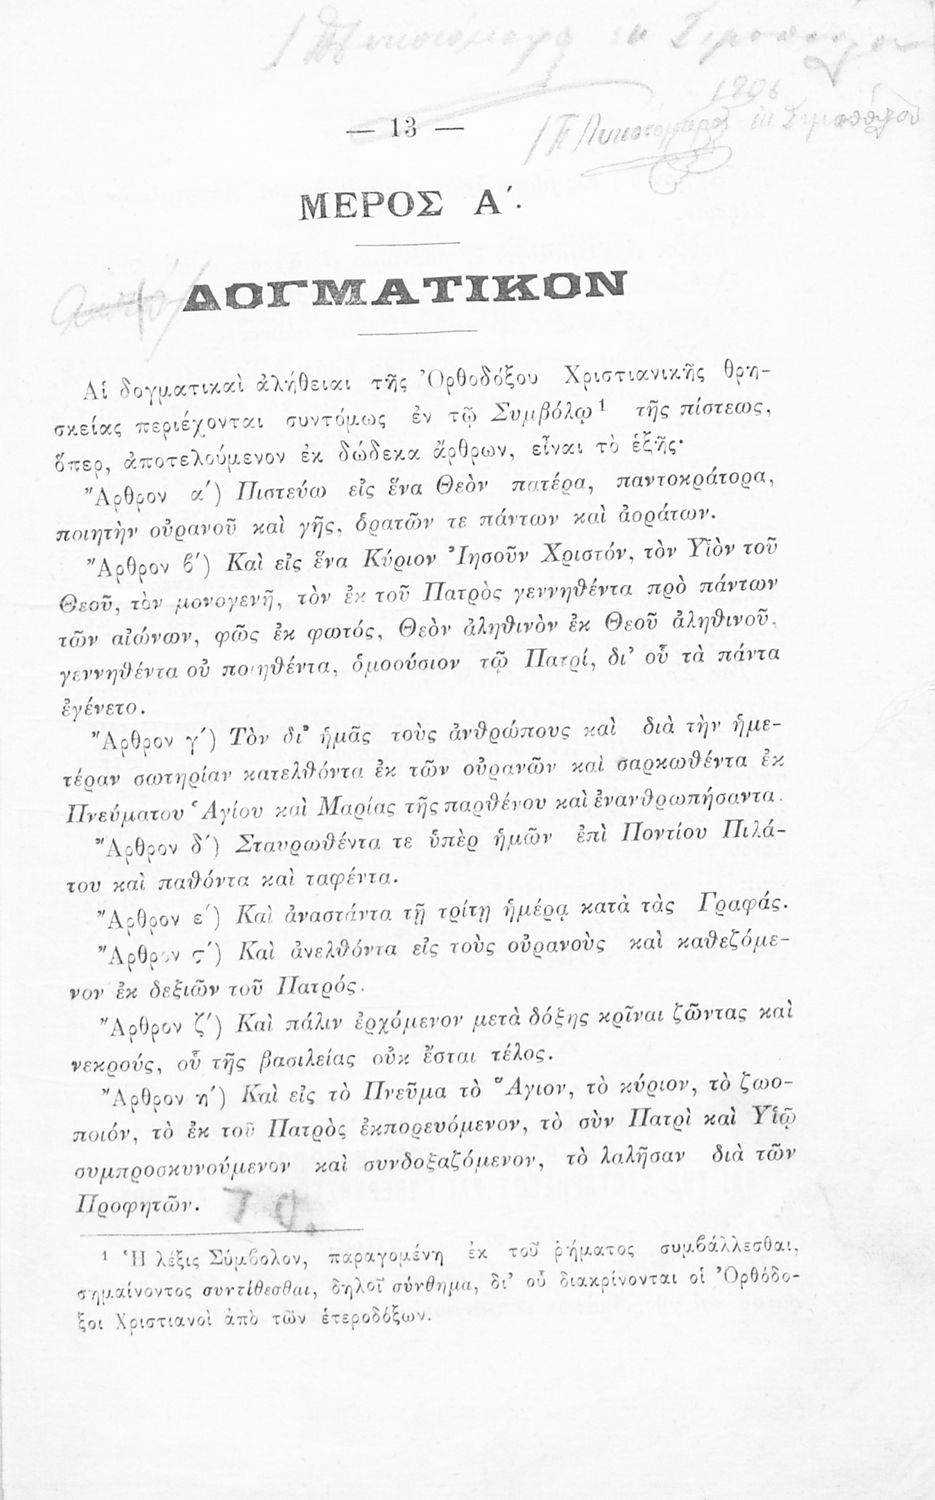 — 13 —
ΜΕΡΟΣ Α΄.
ΔΟΓΜΑΤΙΚΟΝ
Αἱ δογματικαὶ ἀλήθειαι τῆς Ὀρθοδόξου Χριστιανικῆς θρη-
σκείας περιέχονται συντόμως ἐν τῷ Συμβόλῳ¹ τῆς πίστεως,
ὅπερ, ἀποτελούμενον ἐκ δώδεκα ἄρθρων, εἶναι τὸ ἑξῆς·
Ἄρθρον α΄) Πιστεύω εἰς ἕνα Θεὸν πατέρα, παντοκράτορα,
ποιητὴν οὐρανοῦ καὶ γῆς, ὁρατῶν τε πάντων καὶ ἀοράτων.
Ἄρθρον β΄) Καὶ εἰς ἕνα Κύριον Ἰησοῦν Χριστόν, τὸν Υἱὸν τοῦ
Θεοῦ, τὸν μονογενῆ, τὸν ἐκ τοῦ Πατρὸς γεννηθέντα πρὸ πάντων
τῶν αἰώνων, φῶς ἐκ φωτός, Θεὸν ἀληθινὸν ἐκ Θεοῦ ἀληθινοῦ,
γεννηθέντα οὐ ποιηθέντα, ὁμοούσιον τῷ Πατρί, δι' οὗ τὰ πάντα
ἐγένετο.
Ἄρθρον γ΄) Τὸν δι' ἡμᾶς τοὺς ἀνθρώπους καὶ διὰ τὴν ἡμε-
τέραν σωτηρίαν κατελθόντα ἐκ τῶν οὐρανῶν καὶ σαρκωθέντα ἐκ
Πνεύματου Ἁγίου καὶ Μαρίας τῆς παρθένου καὶ ἐνανθρωπήσαντα.
Ἄρθρον δ΄) Σταυρωθέντα τε ὑπὲρ ἡμῶν ἐπὶ Ποντίου Πιλά-
του καὶ παθόντα καὶ ταφέντα.
Ἄρθρον ε΄) Καὶ ἀναστάντα τῇ τρίτῃ ἡμέρᾳ κατὰ τὰς Γραφάς.
Ἄρθρον ς΄) Καὶ ἀνελθόντα εἰς τοὺς οὐρανοὺς καὶ καθεζόμε-
νον ἐκ δεξιῶν τοῦ Πατρός.
Ἄρθρον ζ΄) Καὶ πάλιν ἐρχόμενον μετὰ δόξης κρῖναι ζῶντας καὶ
νεκρούς, οὗ τῆς βασιλείας οὐκ ἔσται τέλος.
Ἄρθρον η΄) Καὶ εἰς τὸ Πνεῦμα τὸ Ἅγιον, τὸ κύριον, τὸ ζωο-
ποιόν, τὸ ἐκ τοῦ Πατρὸς ἐκπορευόμενον, τὸ σὺν Πατρὶ καὶ Υἱῷ
συμπροσκυνούμενον καὶ συνδοξαζόμενον, τὸ λαλῆσαν διὰ τῶν
Προφητῶν.
¹ Ἡ λέξις Σύμβολον, παραγομένη ἐκ τοῦ ῥήματος συμβάλλεσθαι,
σημαίνοντος συντίθεσθαι, δηλοῖ σύνθημα, δι' οὗ διακρίνονται οἱ Ὀρθόδο-
ξοι Χριστιανοὶ ἀπὸ τῶν ἑτεροδόξων.